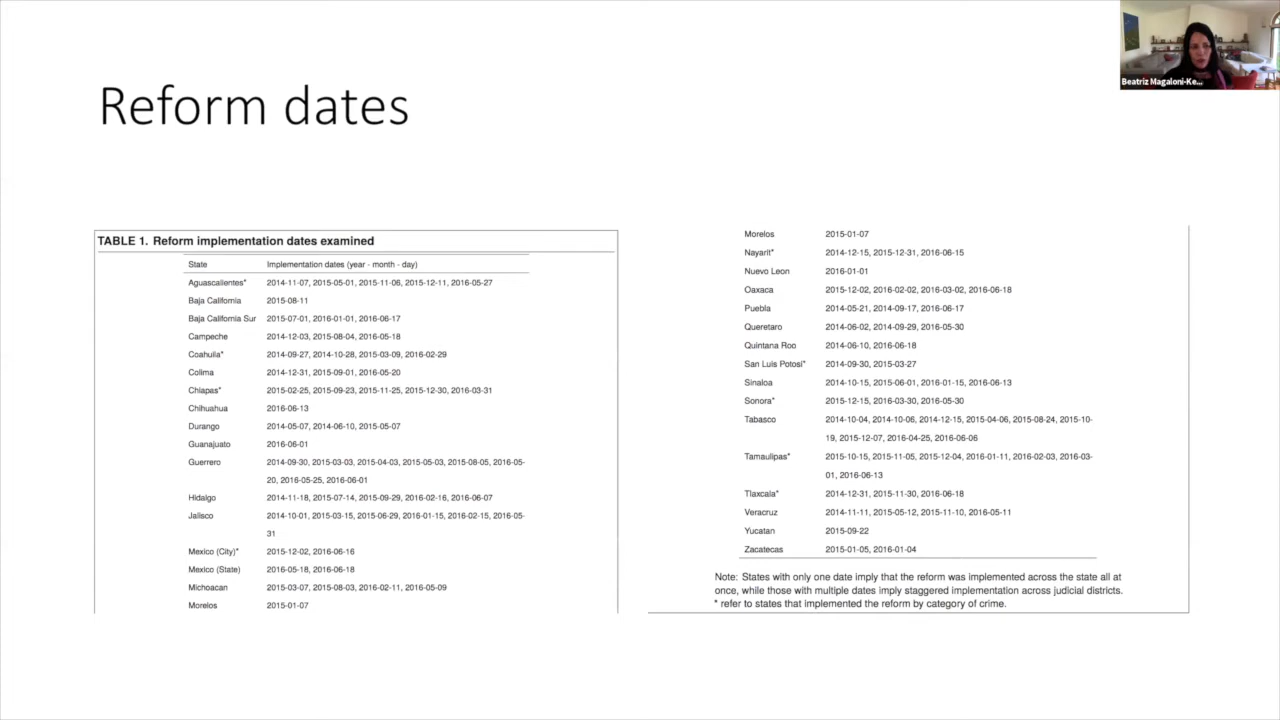 Beatriz Magaloni-Ke...
Reform dates
TABLE 1. Reform implementation dates examined
State Implementation dates (year - month - day)
Aguascalientes* 2014-11-07, 2015-05-01, 2015-11-06, 2015-12-11, 2016-05-27
Baja California 2015-08-11
Baja California Sur 2015-07-01, 2016-01-01, 2016-06-17
Campeche 2014-12-03, 2015-08-04, 2016-05-18
Coahuila* 2014-09-27, 2014-10-28, 2015-03-09, 2016-02-29
Colima 2014-12-31, 2015-09-01, 2016-05-20
Chiapas* 2015-02-25, 2015-09-23, 2015-11-25, 2015-12-30, 2016-03-31
Chihuahua 2016-06-13
Durango 2014-05-07, 2014-06-10, 2015-05-07
Guanajuato 2016-06-01
Guerrero 2014-09-30, 2015-03-03, 2015-04-03, 2015-05-03, 2015-08-05, 2016-05-
20, 2016-05-25, 2016-06-01
Hidalgo 2014-11-18, 2015-07-14, 2015-09-29, 2016-02-16, 2016-06-07
Jalisco 2014-10-01, 2015-03-15, 2015-06-29, 2016-01-15, 2016-02-15, 2016-05-
31
Mexico (City)* 2015-12-02, 2016-06-16
Mexico (State) 2016-05-18, 2016-06-18
Michoacan 2015-03-07, 2015-08-03, 2016-02-11, 2016-05-09
Morelos 2015-01-07
Morelos 2015-01-07
Nayarit* 2014-12-15, 2015-12-31, 2016-06-15
Nuevo Leon 2016-01-01
Oaxaca 2015-12-02, 2016-02-02, 2016-03-02, 2016-06-18
Puebla 2014-05-21, 2014-09-17, 2016-06-17
Queretaro 2014-06-02, 2014-09-29, 2016-05-30
Quintana Roo 2014-06-10, 2016-06-18
San Luis Potosi* 2014-09-30, 2015-03-27
Sinaloa 2014-10-15, 2015-06-01, 2016-01-15, 2016-06-13
Sonora* 2015-12-15, 2016-03-30, 2016-05-30
Tabasco 2014-10-04, 2014-10-06, 2014-12-15, 2015-04-06, 2015-08-24, 2015-10-
19, 2015-12-07, 2016-04-25, 2016-06-06
Tamaulipas* 2015-10-15, 2015-11-05, 2015-12-04, 2016-01-11, 2016-02-03, 2016-03-
01, 2016-06-13
Tlaxcala* 2014-12-31, 2015-11-30, 2016-06-18
Veracruz 2014-11-11, 2015-05-12, 2015-11-10, 2016-05-11
Yucatan 2015-09-22
Zacatecas 2015-01-05, 2016-01-04
Note: States with only one date imply that the reform was implemented across the state all at
once, while those with multiple dates imply staggered implementation across judicial districts.
* refer to states that implemented the reform by category of crime.